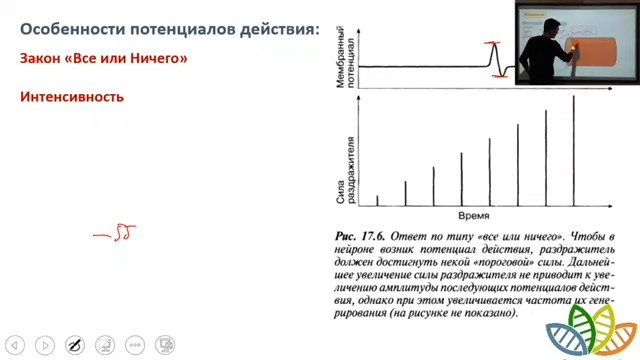 Особенности потенциалов действия:
Закон «Все или Ничего»
Интенсивность
Мембранный
потенциал
Сила
раздражителя
Время
–55
Рис. 17.6. Ответ по типу «все или ничего». Чтобы в
нейроне возник потенциал действия, раздражитель
должен достигнуть некой «пороговой» силы. Дальней-
шее увеличение силы раздражителя не приводит к уве-
личению амплитуды последующих потенциалов дейст-
вия, однако при этом увеличивается частота их гене-
рирования (на рисунке не показано).